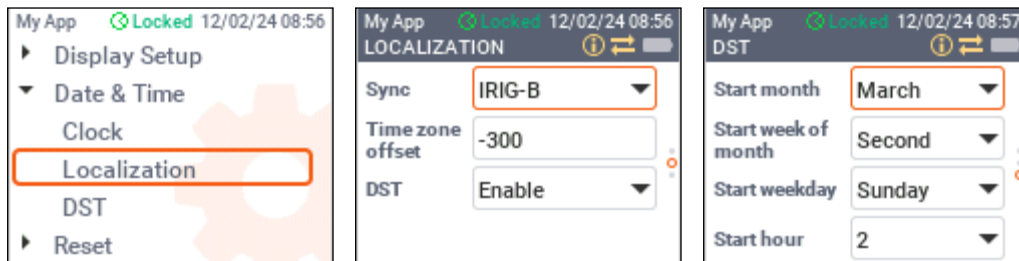 My App Locked 12/02/24 08:56
Display Setup
Date & Time
Clock
Localization
DST
Reset
My App Locked 12/02/24 08:56
LOCALIZATION
Sync IRIG-B
Time zone
offset -300
DST Enable
My App Locked 12/02/24 08:57
DST
Start month March
Start week of
month Second
Start weekday Sunday
Start hour 2